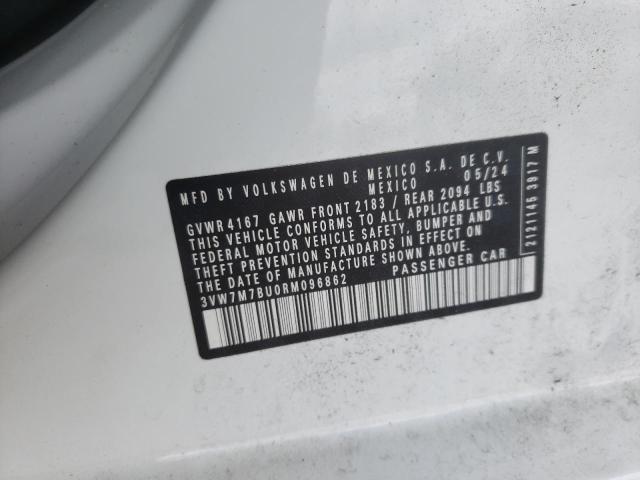 MFD BY VOLKSWAGEN DE MEXICO S.A. DE C.V.
MEXICO 05/24
GVWR 4167 GAWR FRONT 2183 / REAR 2094 LBS
THIS VEHICLE CONFORMS TO ALL APPLICABLE U.S.
FEDERAL MOTOR VEHICLE SAFETY, BUMPER AND
THEFT PREVENTION STANDARDS IN EFFECT ON
THE DATE OF MANUFACTURE SHOWN ABOVE.
3VW7M7BU0RM096862 PASSENGER CAR
2121145 3917 M